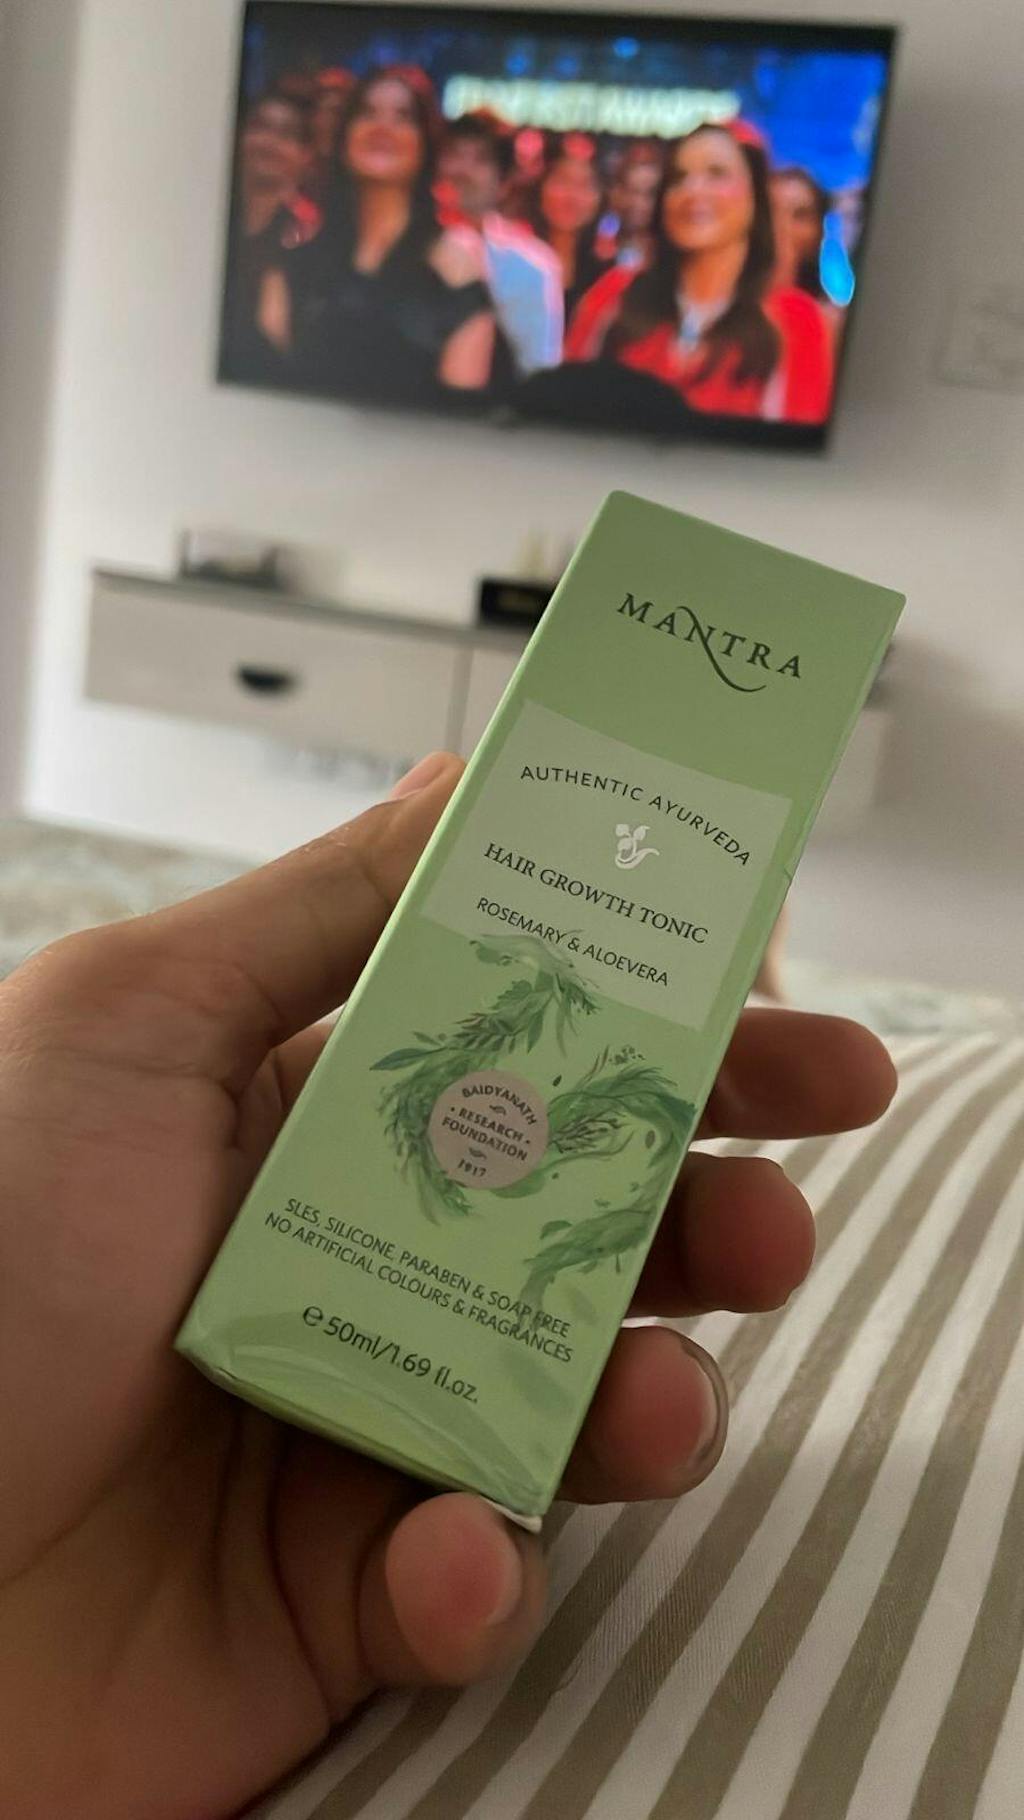 MANTRA
AUTHENTIC AYURVEDA
HAIR GROWTH TONIC
ROSEMARY & ALOEVERA
BAIDYANATH
• RESEARCH •
FOUNDATION
1917
SLES, SILICONE, PARABEN & SOAP FREE
NO ARTIFICIAL COLOURS & FRAGRANCES
℮ 50ml/1.69 fl.oz.